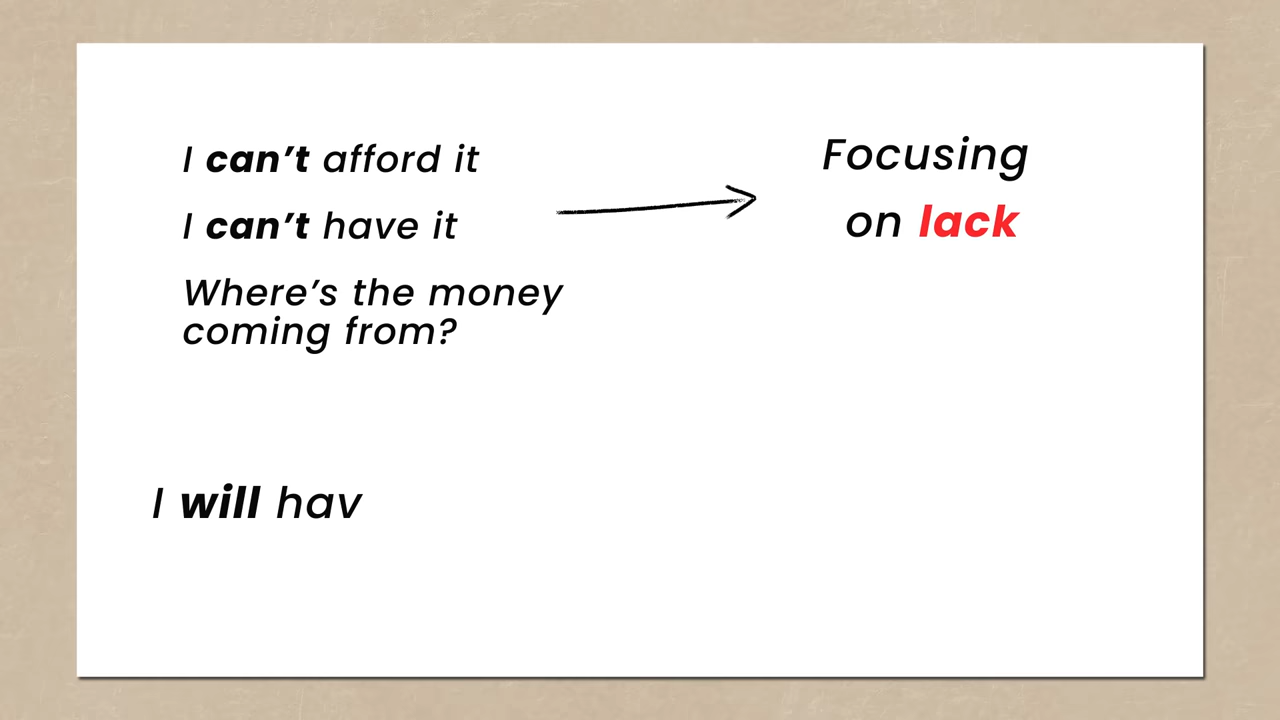 I can’t afford it
I can’t have it
Where’s the money
coming from?
Focusing
on lack
I will hav